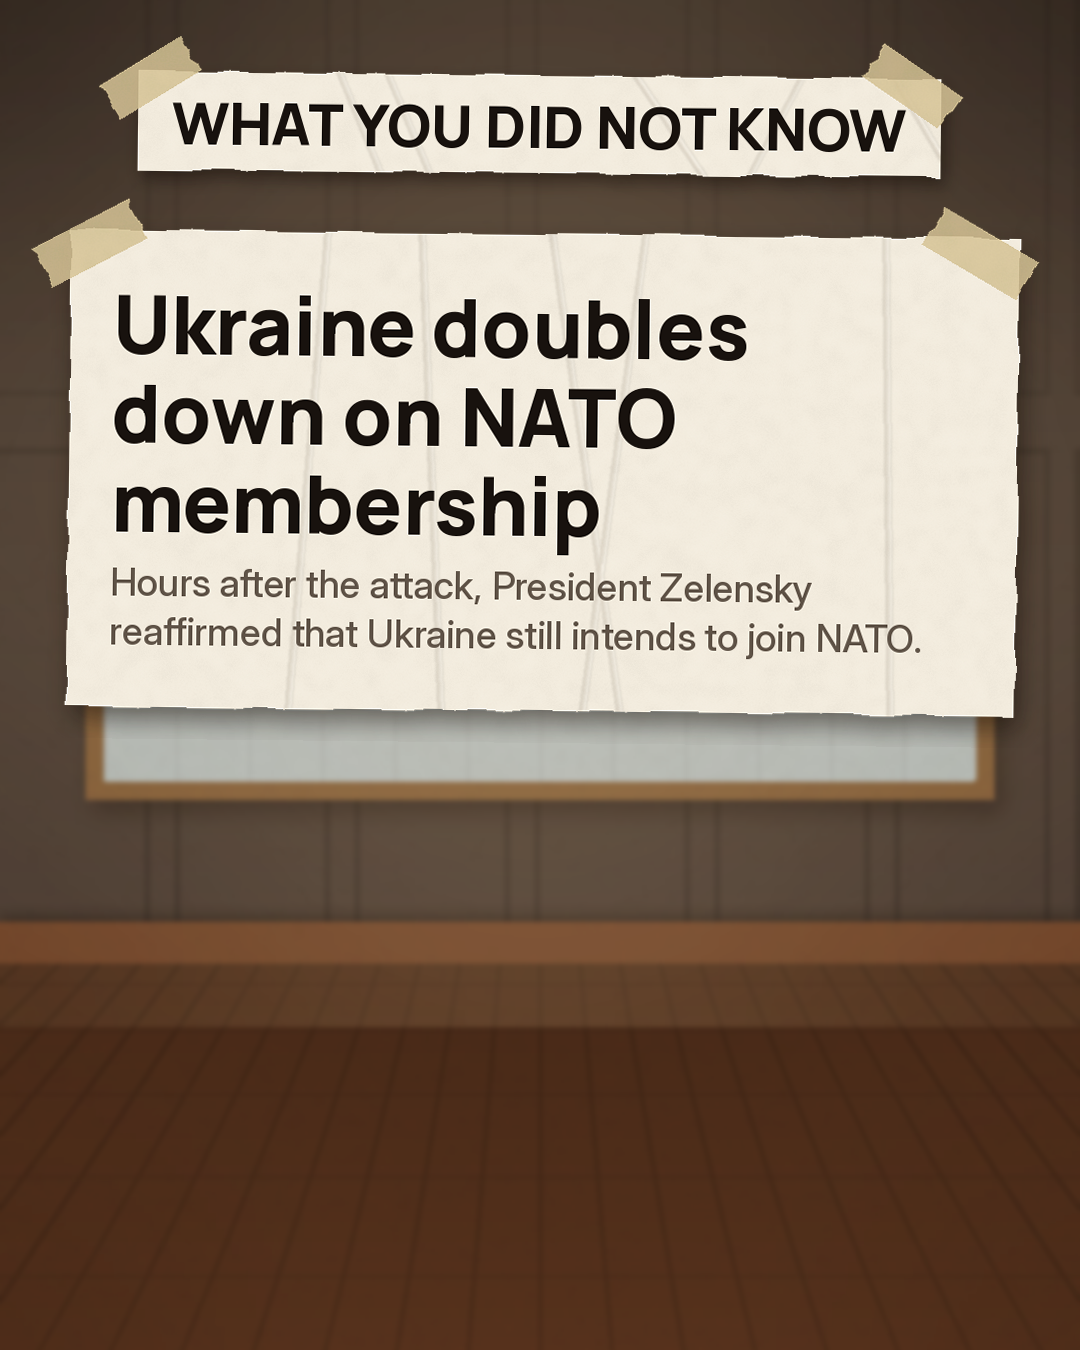 WHAT YOU DID NOT KNOW
Ukraine doubles
down on NATO
membership
Hours after the attack, President Zelensky
reaffirmed that Ukraine still intends to join NATO.